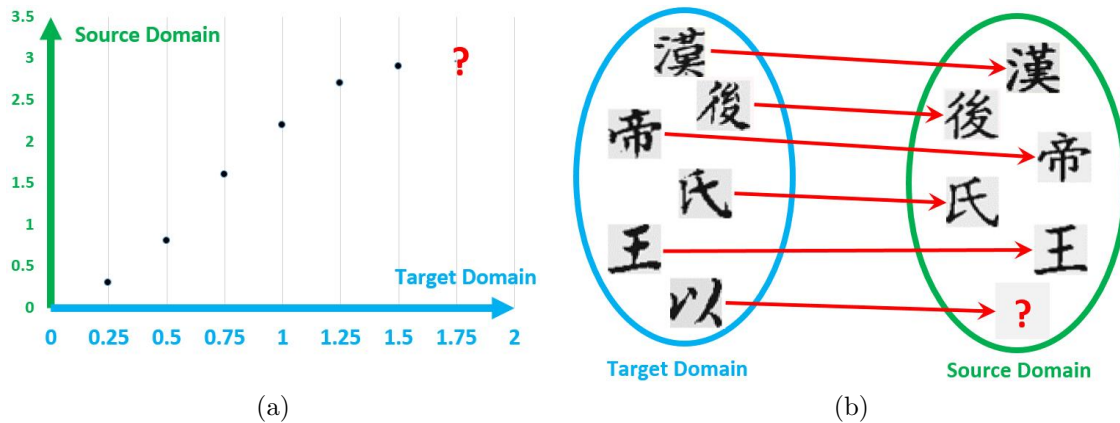 3.5
Source Domain
3
?
2.5
2
1.5
1
0.5
Target Domain
0
0 0.25 0.5 0.75 1 1.25 1.5 1.75 2
(a)
漢 漢
後 後
帝 帝
氏 氏
王 王
以 ?
Target Domain Source Domain
(b)